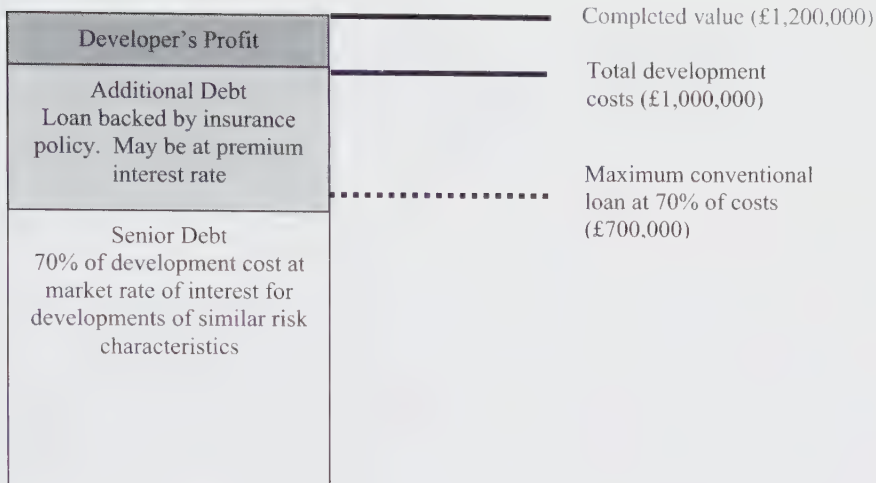 Developer's Profit
Additional Debt
Loan backed by insurance
policy. May be at premium
interest rate
Senior Debt
70% of development cost at
market rate of interest for
developments of similar risk
characteristics
Completed value (£1,200,000)
Total development
costs (£1,000,000)
Maximum conventional
loan at 70% of costs
(£700,000)